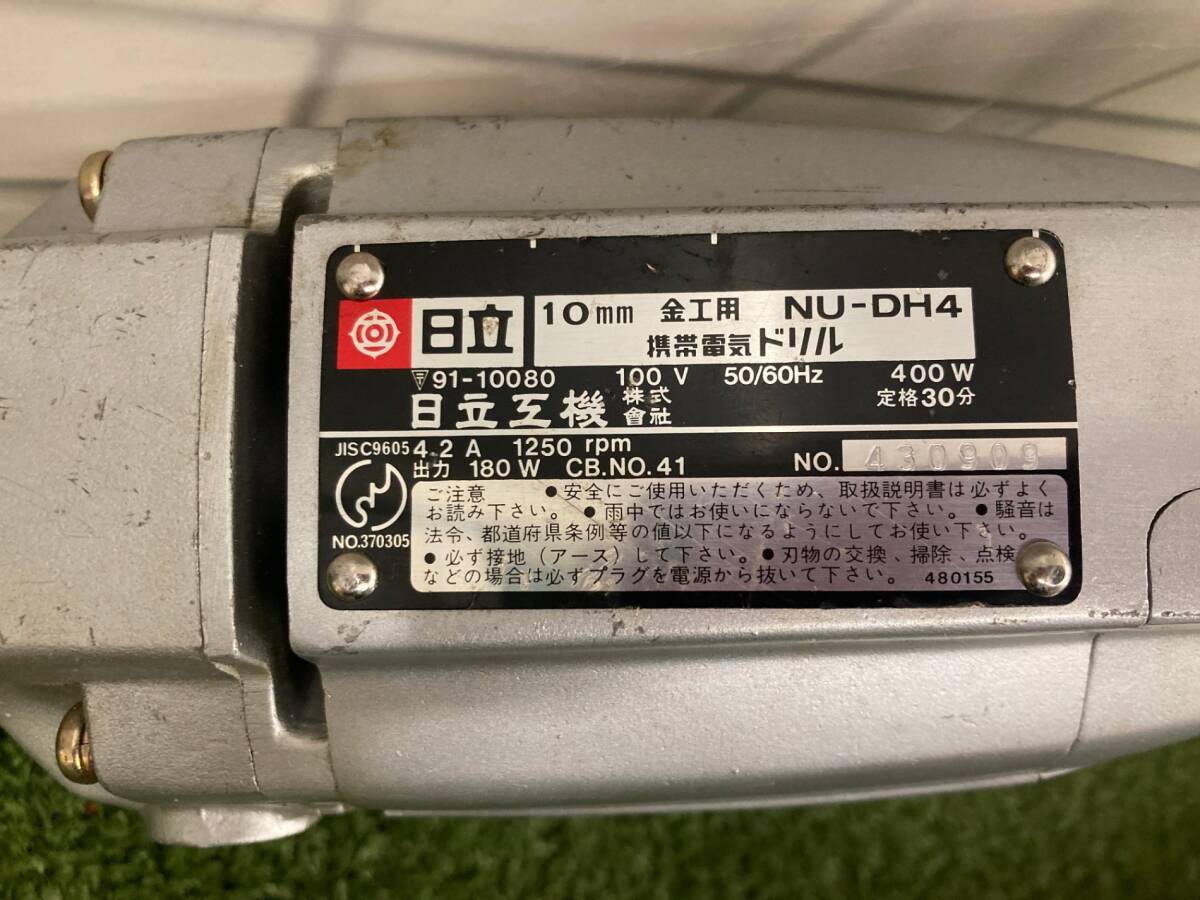 日立
10mm 金工用 NU-DH4
携帯電気ドリル
91-10080 100 V 50/60Hz 400 W
日立工機 株式會社 定格30分
JISC9605 4.2 A 1250 rpm
出力 180 W CB.NO.41 NO. 430909
NO.370305
ご注意 ●安全にご使用いただくため、取扱説明書は必ずよく
お読み下さい。●雨中ではお使いにならないで下さい。●騒音は
法令、都道府県条例等の値以下になるようにしてお使い下さい。
●必ず接地（アース）して下さい。●刃物の交換、掃除、点検
などの場合は必ずプラグを電源から抜いて下さい。 480155